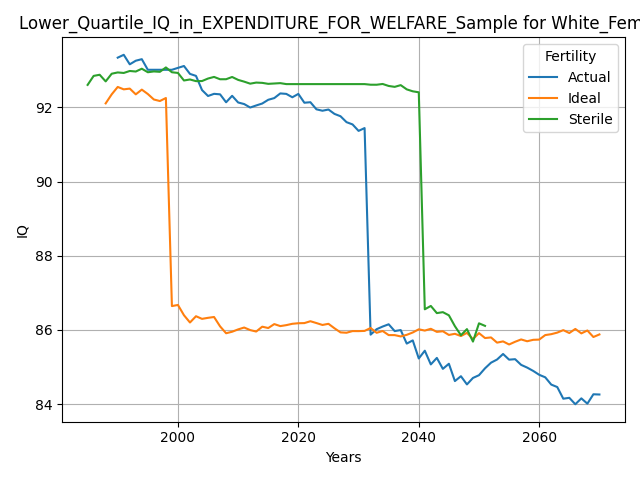 Lower_Quartile_IQ_in_EXPENDITURE_FOR_WELFARE_Sample for White_Fem
Fertility
Actual
Ideal
Sterile
92
90
88
86
84
IQ
2000
2020
2040
2060
Years